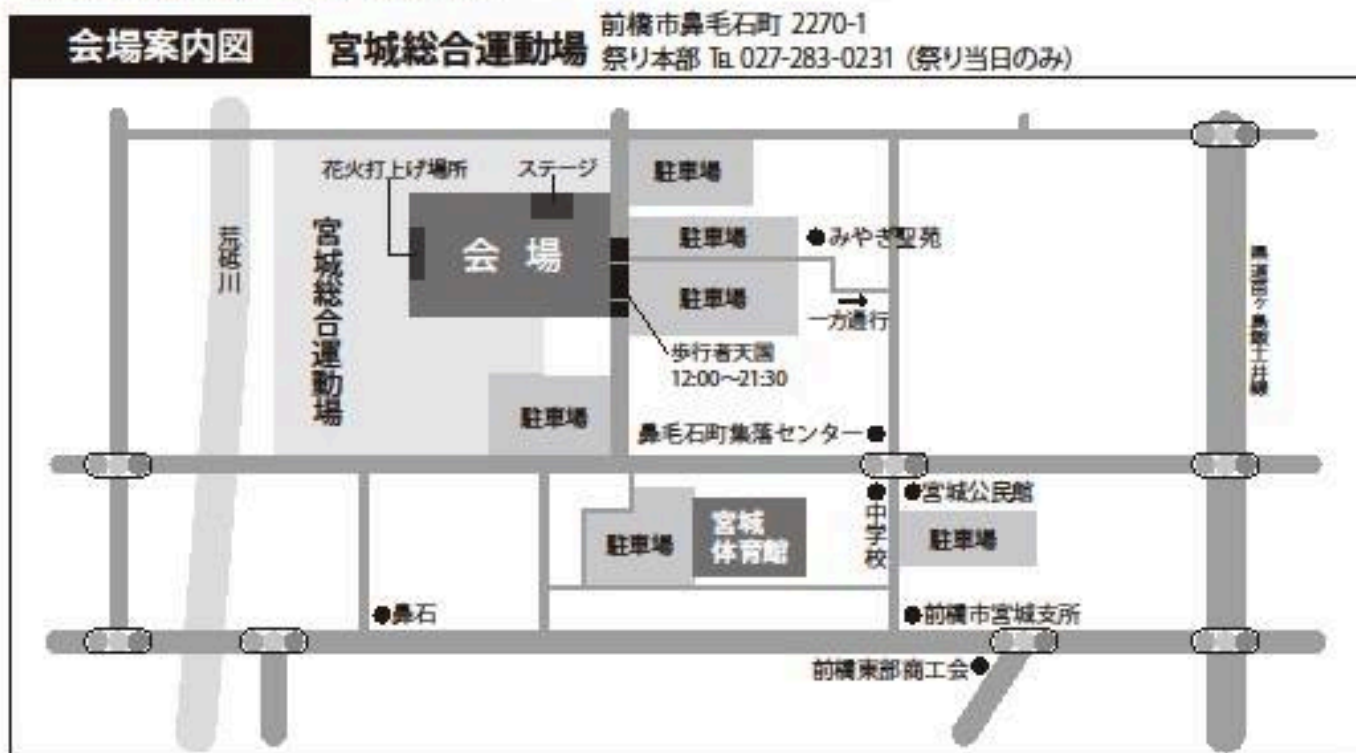 会場案内図
宮城総合運動場
前橋市鼻毛石町 2270-1
祭り本部 ℡ 027-283-0231（祭り当日のみ）
花火打上げ場所
ステージ
駐車場
荒砥川
宮城総合運動場
会場
駐車場
●みやぎ聖苑
駐車場
→
一方通行
歩行者天国
12:00〜21:30
駐車場
鼻毛石町集落センター●
●宮城公民館
●中学校
駐車場
宮城
体育館
駐車場
●鼻石
●前橋市宮城支所
前橋東部商工会●